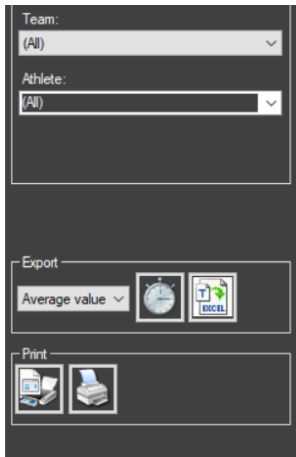 Team:
(All)
Athlete:
(All)
Export
Average value
T
EXCEL
Print